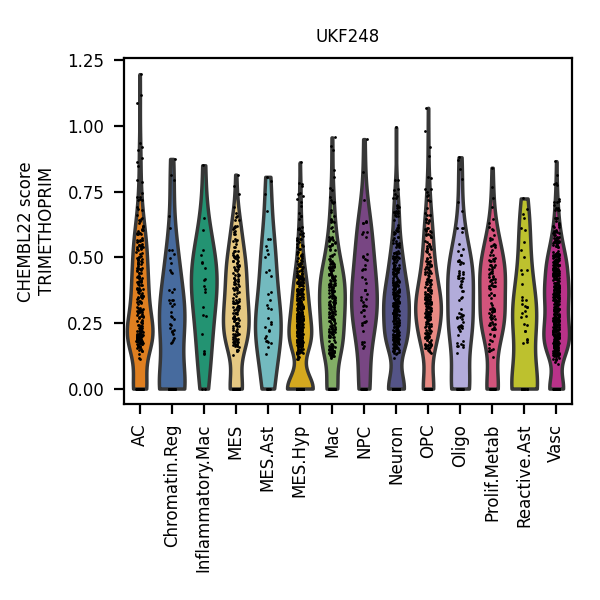 UKF248
CHEMBL22 score
TRIMETHOPRIM
1.25
1.00
0.75
0.50
0.25
0.00
AC
Chromatin.Reg
Inflammatory.Mac
MES
MES.Ast
MES.Hyp
Mac
NPC
Neuron
OPC
Oligo
Prolif.Metab
Reactive.Ast
Vasc